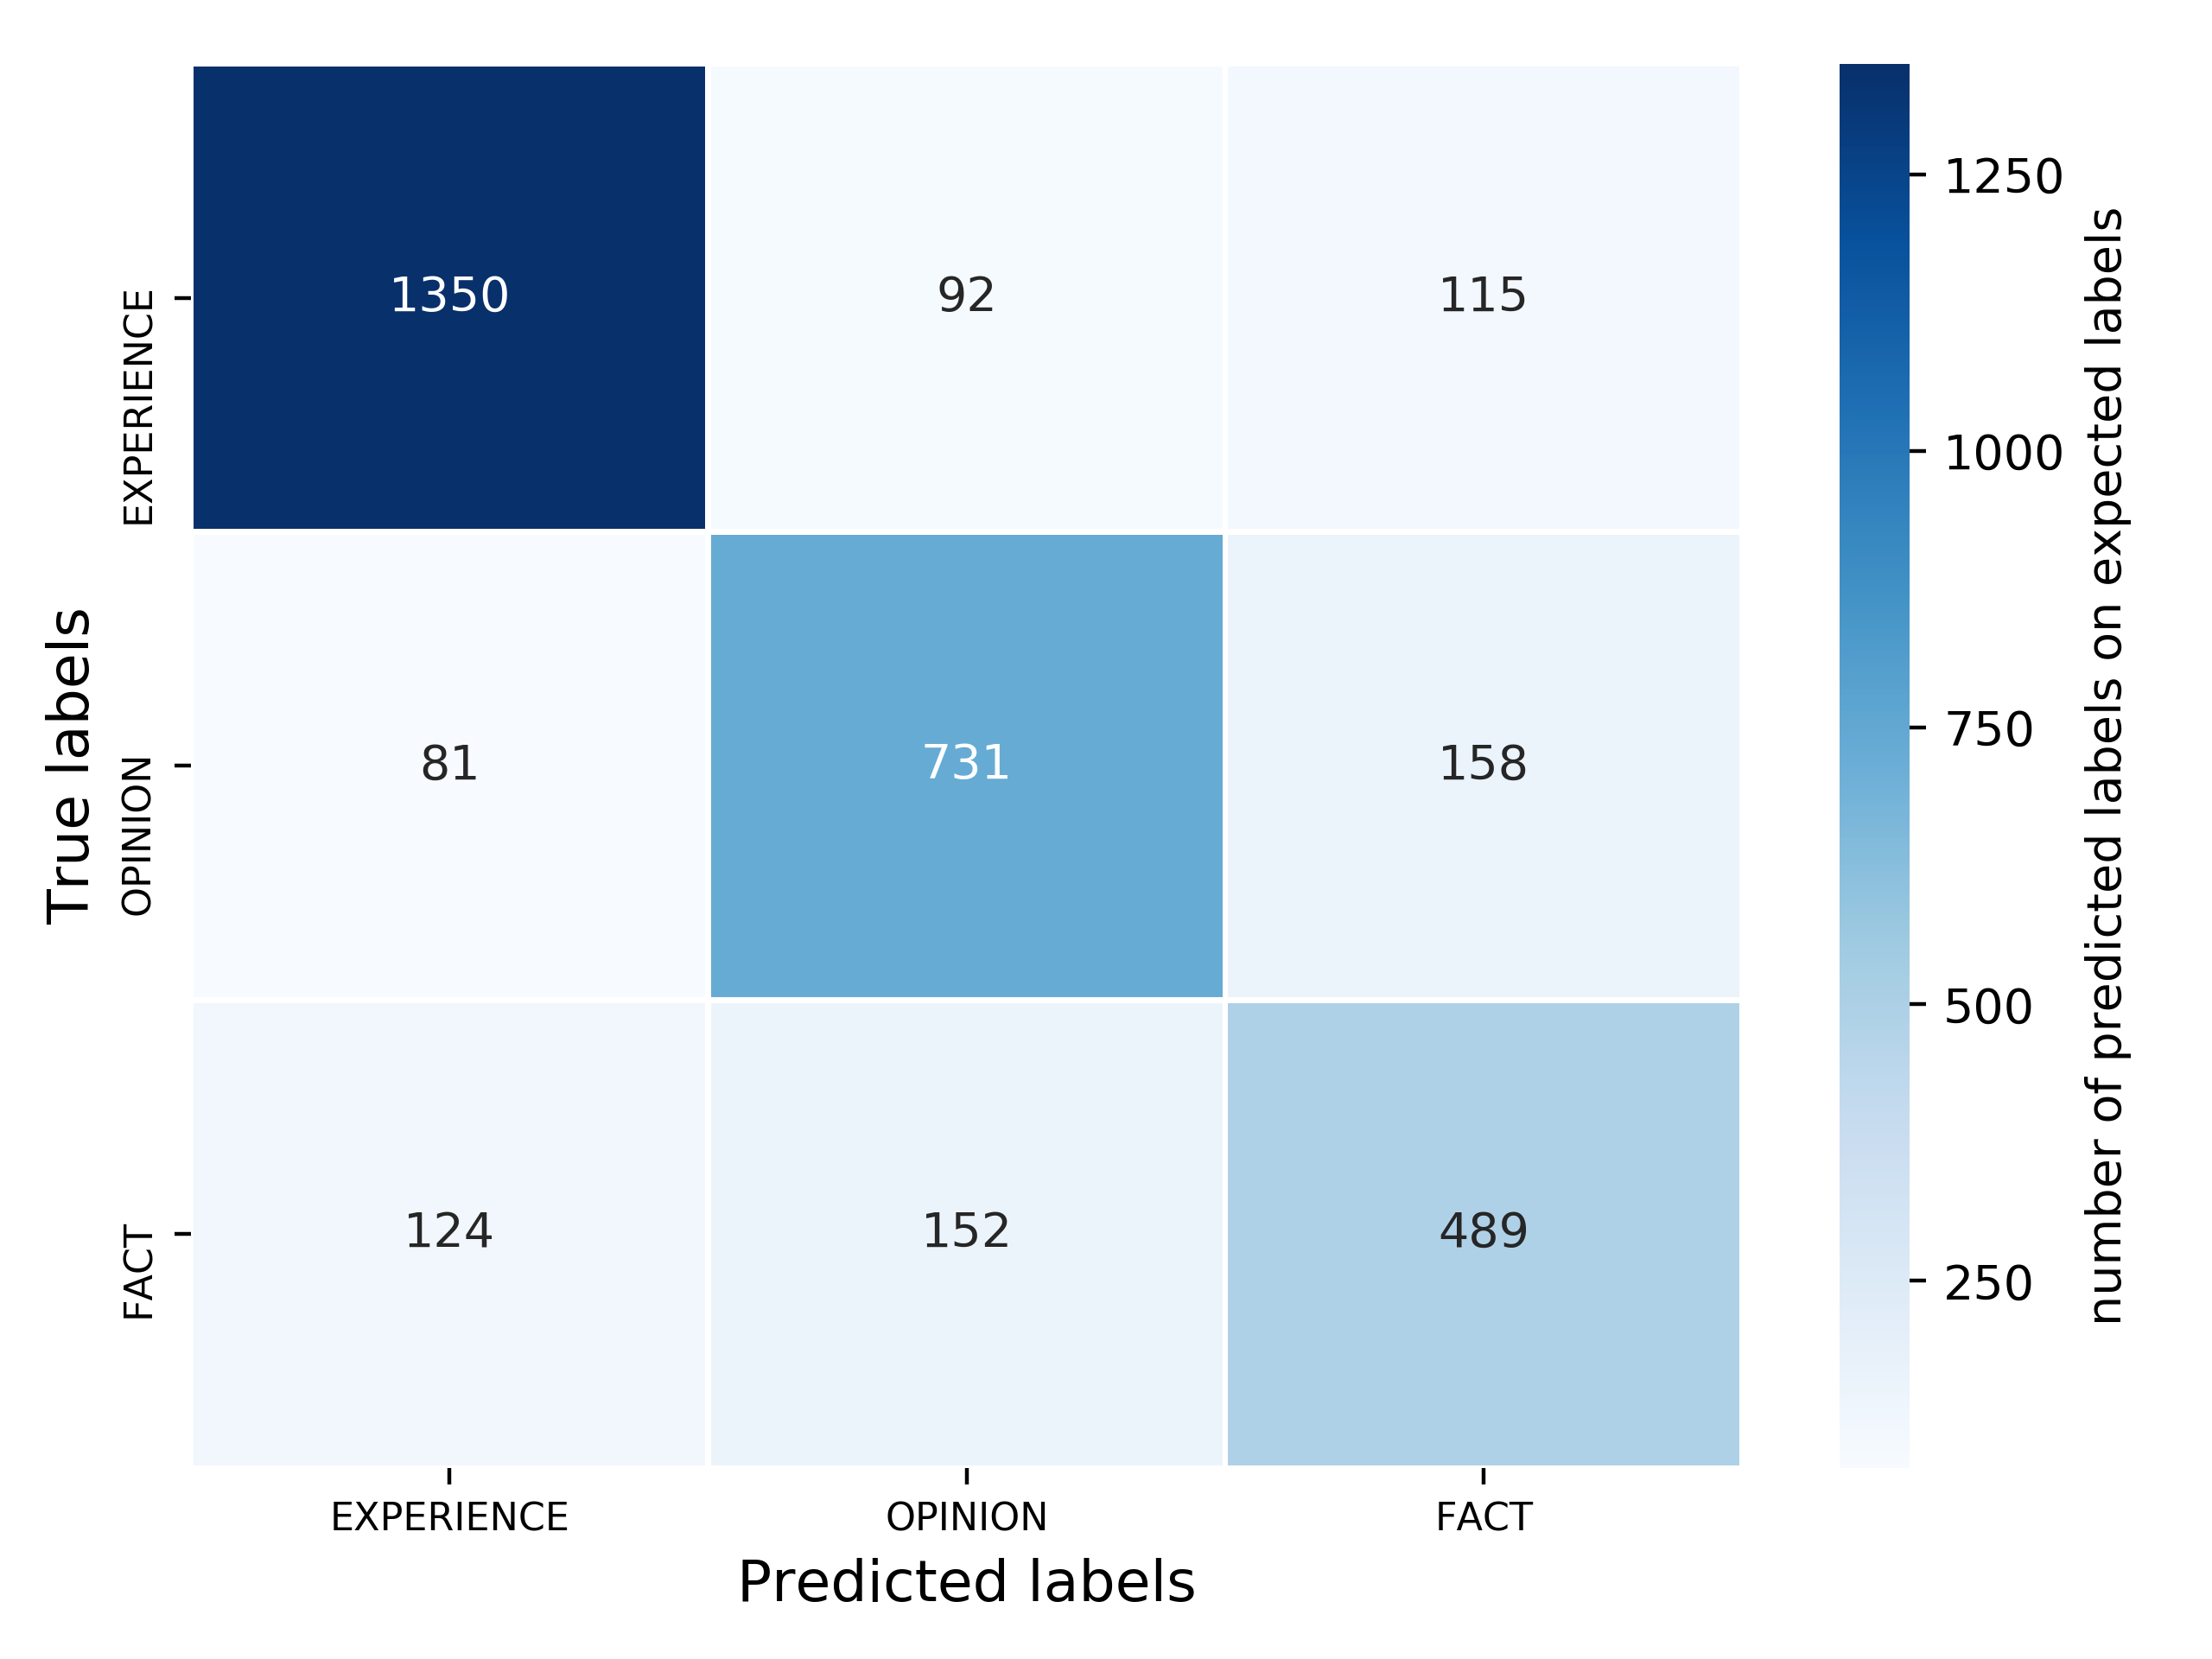 True labels
EXPERIENCE
1350 92 115
OPINION
81 731 158
FACT
124 152 489
EXPERIENCE OPINION FACT
Predicted labels
1250
1000
750
500
250
number of predicted labels on expected labels